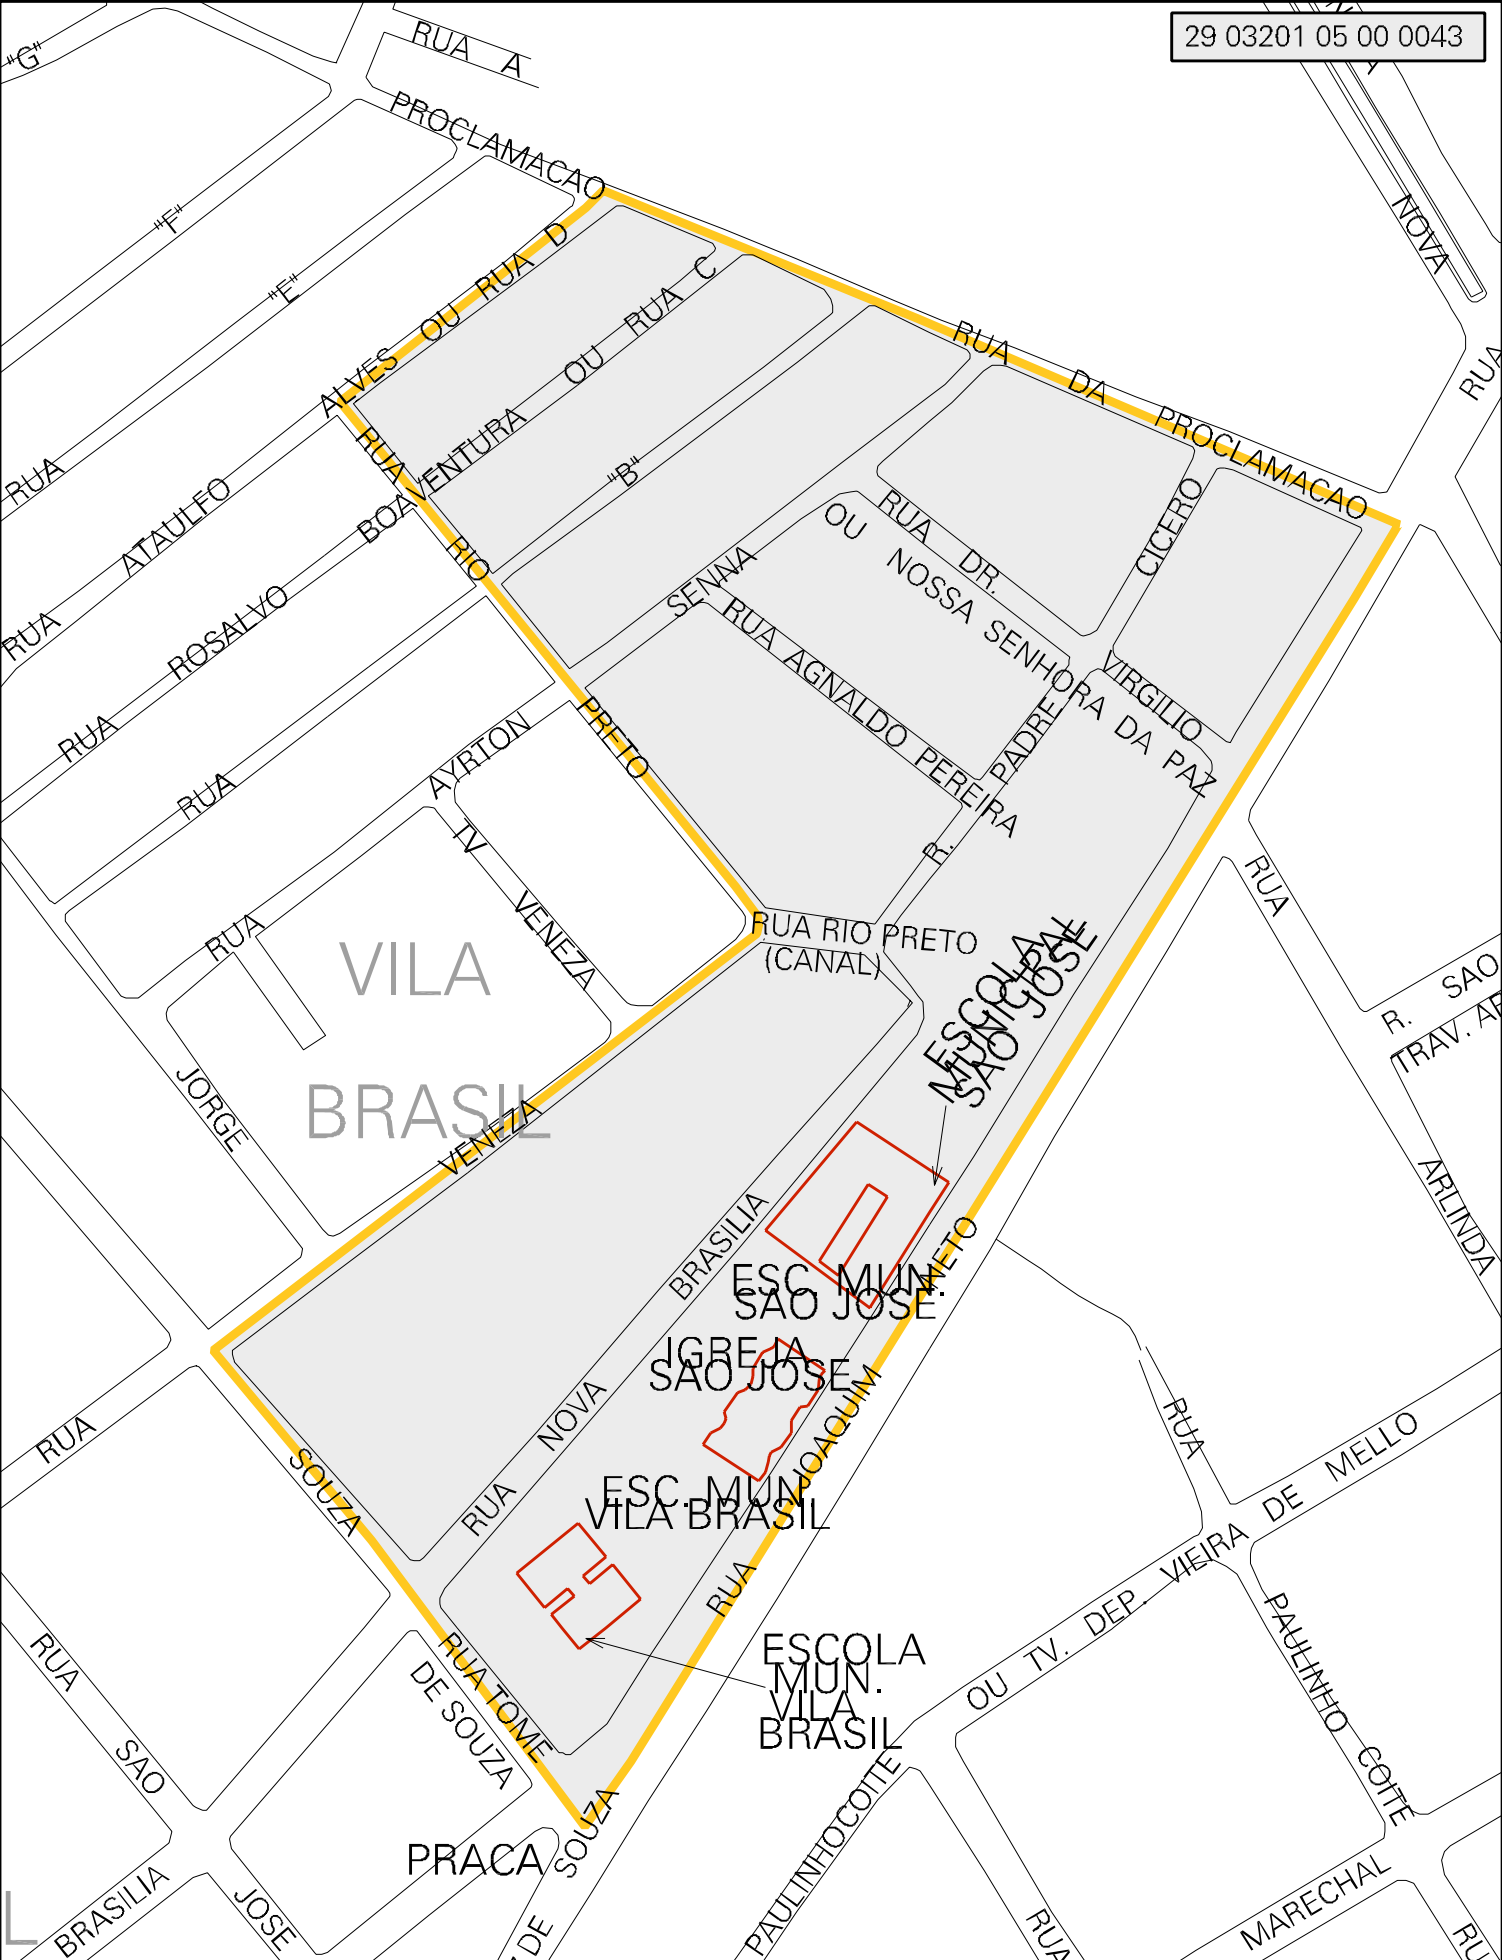 29 03201 05 00 0043
"G"
RUA A
PROCLAMACAO
"F"
"E"
NOVA
RUA
RUA DA PROCLAMACAO
RUA ATAULFO ALVES OU RUA D
RUA
RUA ROSALVO BOAVENTURA OU RUA C
RUA "B"
RUA RIO PRETO
RUA AYRTON SENNA
RUA DR.
OU NOSSA SENHORA DA PAZ
VIRGILIO
R. PADRE CICERO
RUA AGNALDO PEREIRA
TV VENEZA
RUA RIO PRETO
(CANAL)
VILA
BRASIL
JORGE
RUA VENEZA
ESCOLA
MUNICIPAL
SAO JOSE
RUA
R. SAO
TRAV.
ARLINDA
RUA NOVA BRASILIA
ESC. MUN.
SAO JOSE
IGREJA
SAO JOSE
ESC. MUN.
VILA BRASIL
ESCOLA
MUN.
VILA
BRASIL
RUA JOAQUIM NETO
SOUZA
RUA TOME
DE SOUZA
RUA
OU TV. DEP. VIEIRA DE MELLO
PAULINHO COITE
RUA SAO JOSE
PRACA
DE SOUZA
PAULINHO COITE
BRASILIA
L
RUA
MARECHAL